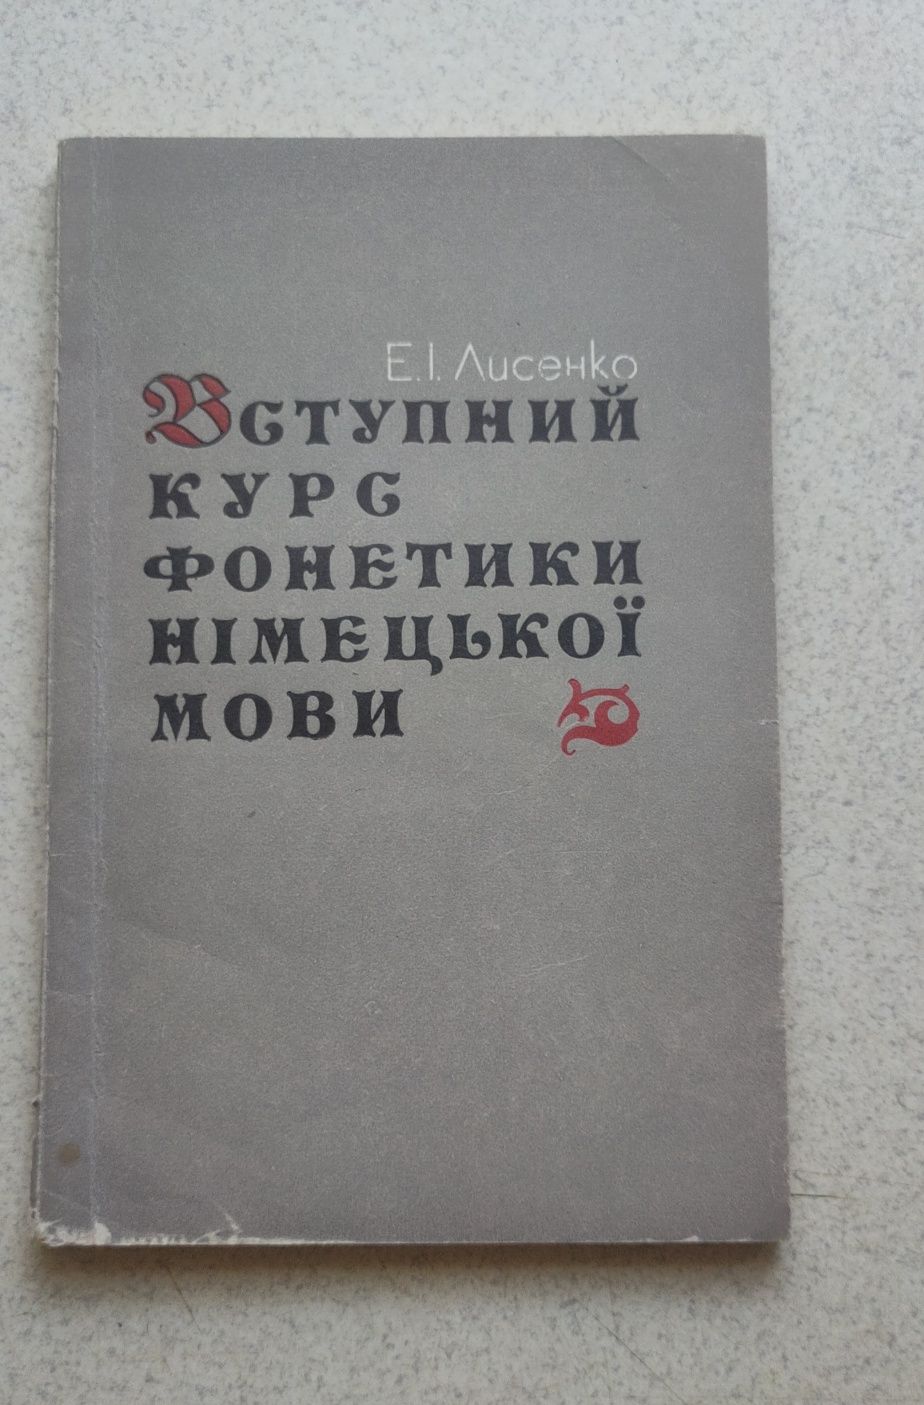 Е.І. Лисенко
Вступний
курс
фонетики
німецької
мови